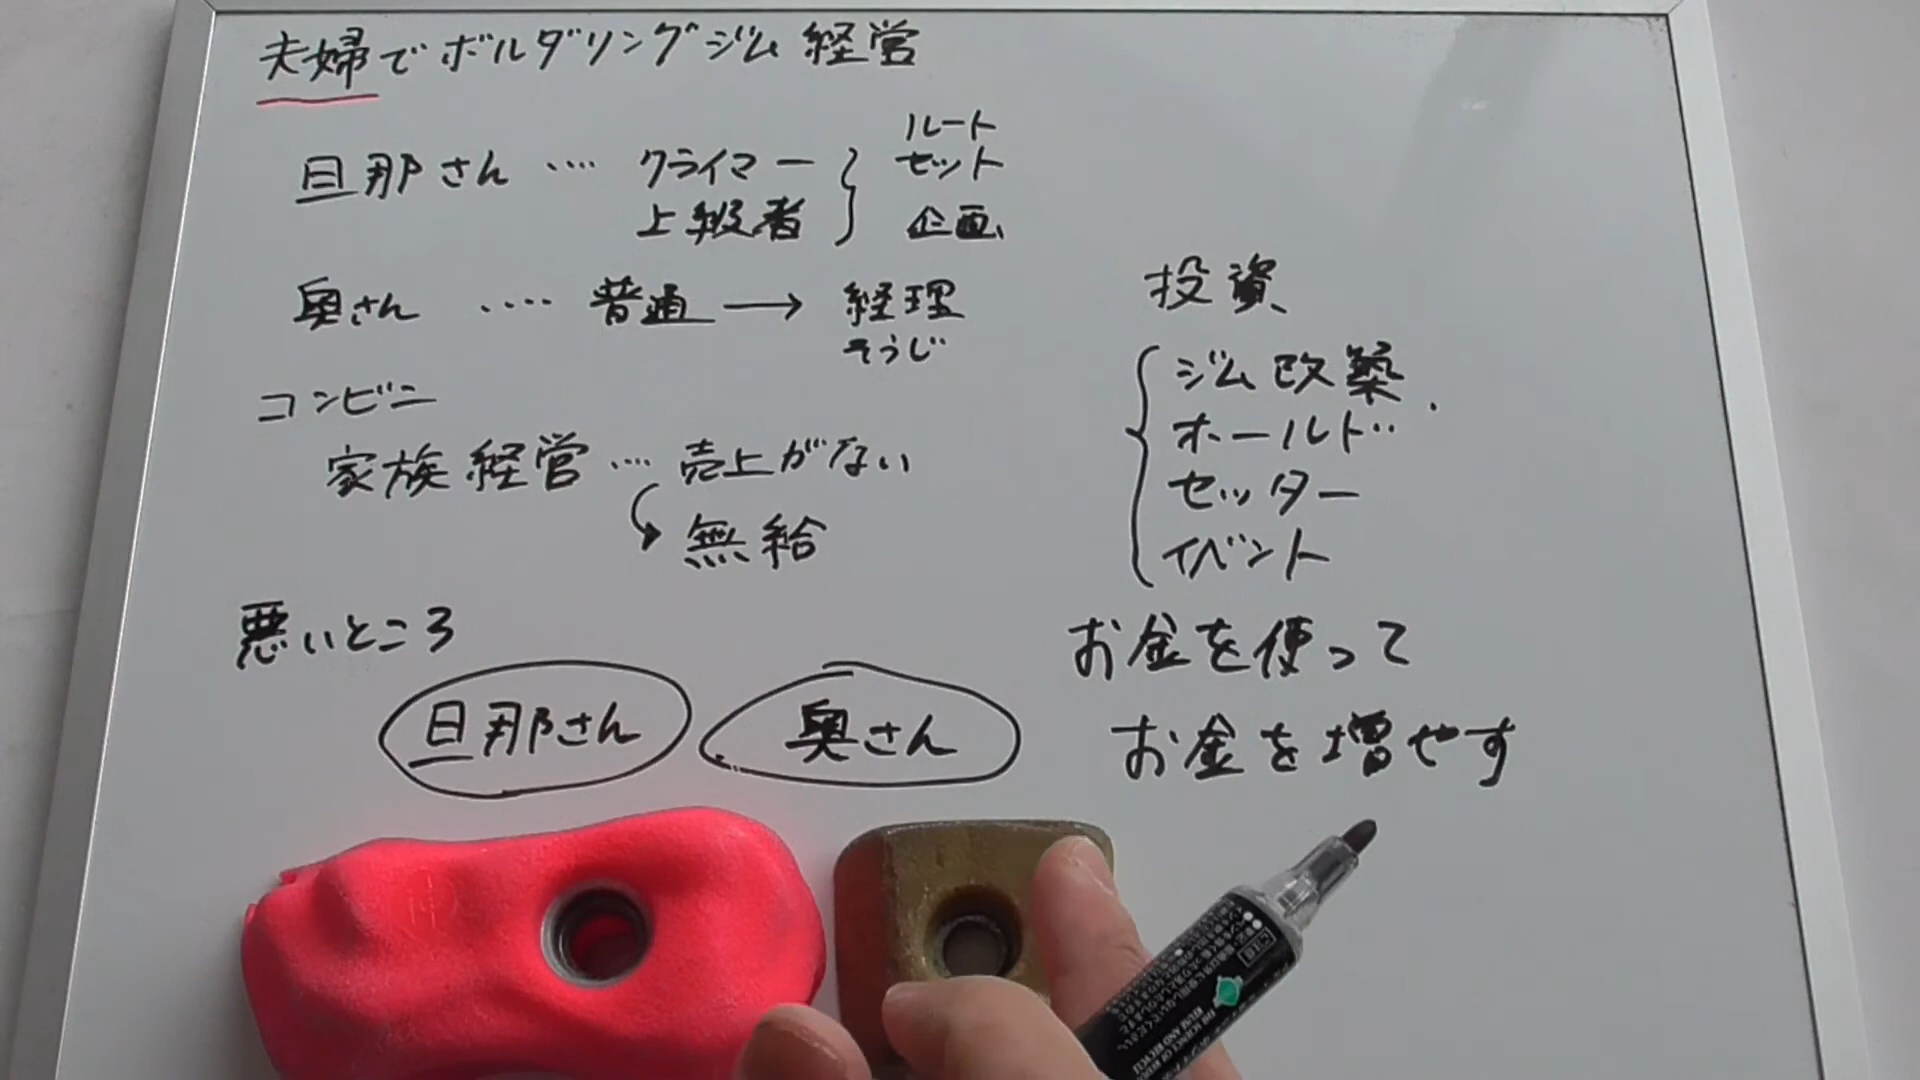 夫婦でボルダリングジム経営
旦那さん ‥‥ クライマー
上級者
ルート
セット
企画
奥さん ‥‥ 普通 → 経理
そうじ
コンビニ
家族経営 ‥‥ 売上がない
無給
悪いところ
旦那さん 奥さん
投資
ジム改築
ホールド
セッター
イベント
お金を使って
お金を増やす